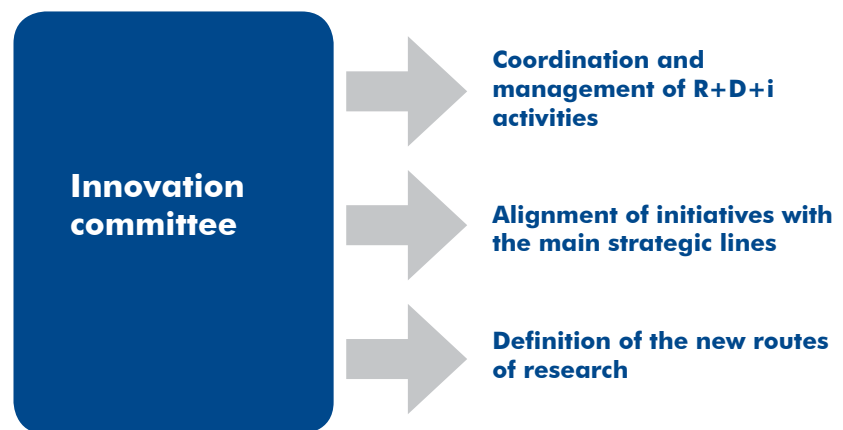 Innovation
committee
Coordination and
management of R+D+i
activities
Alignment of initiatives with
the main strategic lines
Definition of the new routes
of research